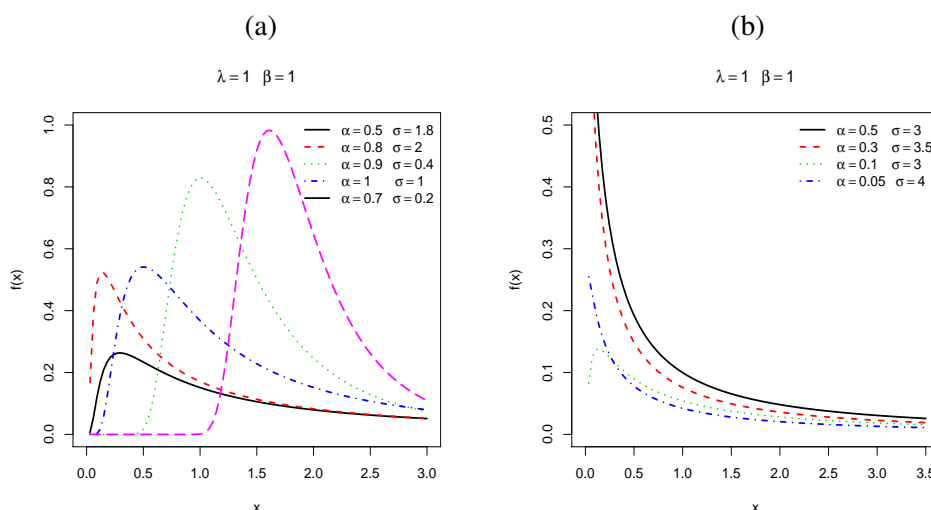 (a)
λ = 1 β = 1
1.0
0.8
0.6
0.4
0.2
0.0
f(x)
α = 0.5 σ = 1.8
α = 0.8 σ = 2
α = 0.9 σ = 0.4
α = 1 σ = 1
α = 0.7 σ = 0.2
0.0 0.5 1.0 1.5 2.0 2.5 3.0
x
(b)
λ = 1 β = 1
0.5
0.4
0.3
0.2
0.1
0.0
f(x)
α = 0.5 σ = 3
α = 0.3 σ = 3.5
α = 0.1 σ = 3
α = 0.05 σ = 4
0.0 0.5 1.0 1.5 2.0 2.5 3.0 3.5
x